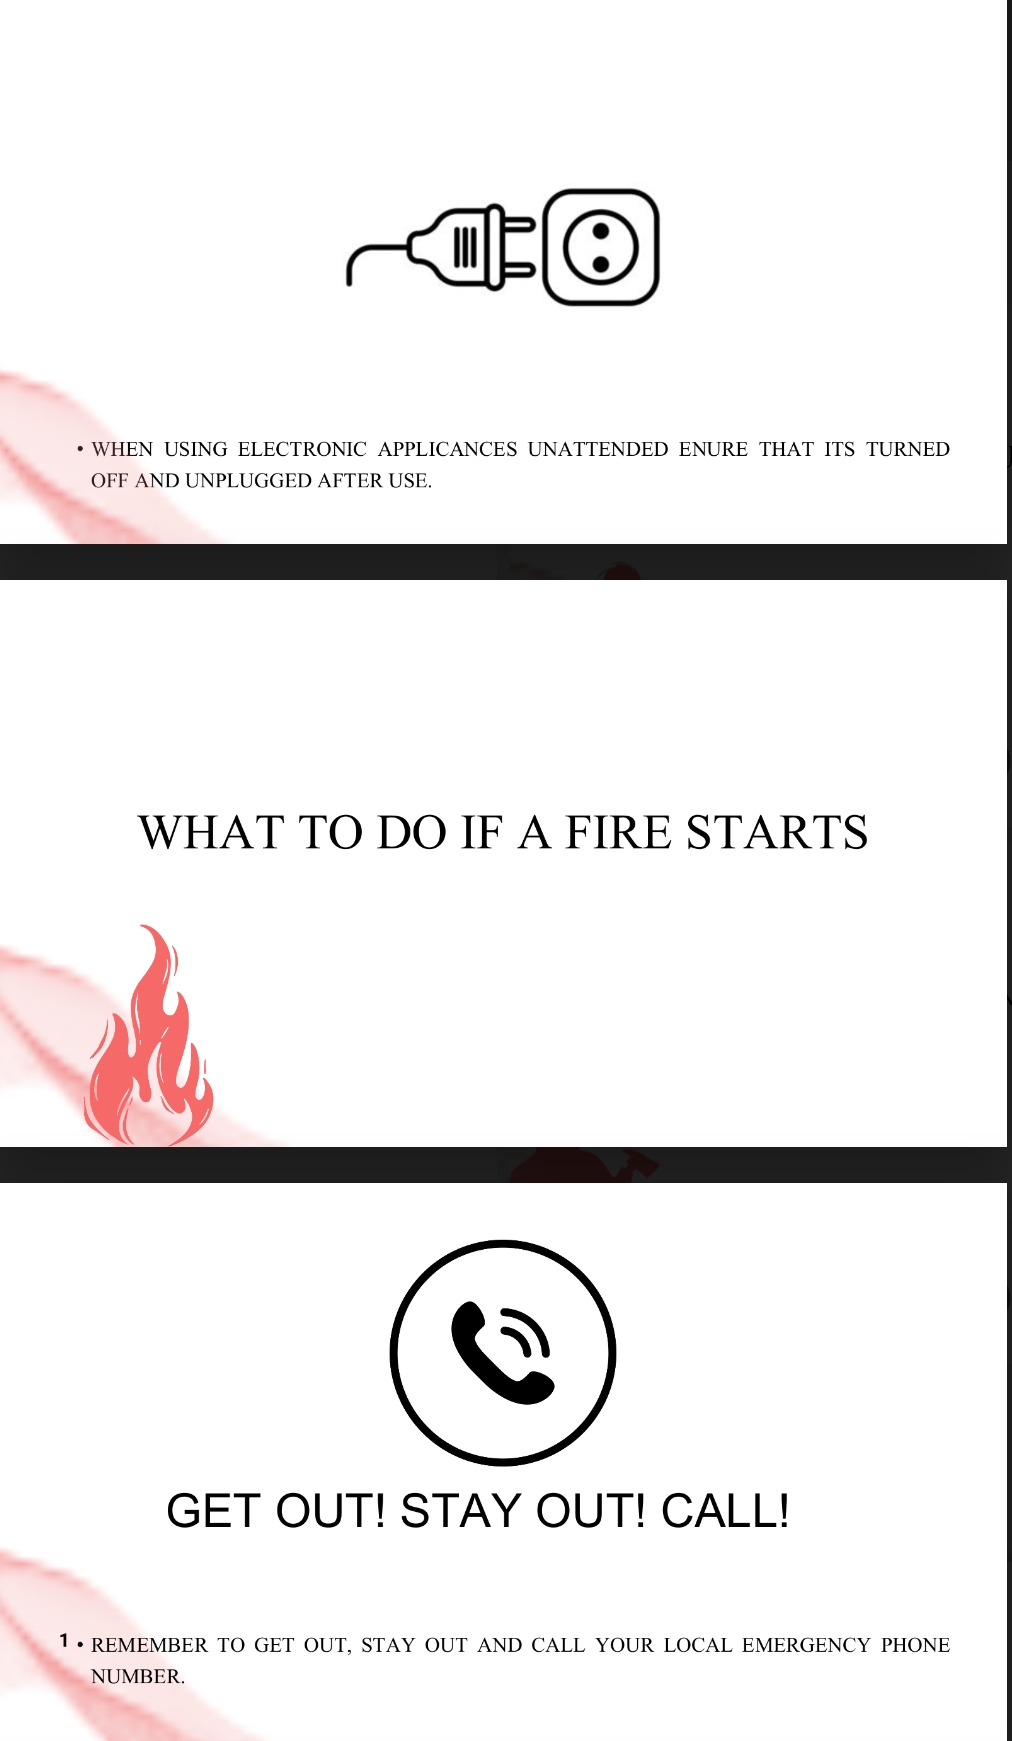 • WHEN USING ELECTRONIC APPLICANCES UNATTENDED ENURE THAT ITS TURNED
OFF AND UNPLUGGED AFTER USE.
WHAT TO DO IF A FIRE STARTS
GET OUT! STAY OUT! CALL!
1 • REMEMBER TO GET OUT, STAY OUT AND CALL YOUR LOCAL EMERGENCY PHONE
NUMBER.